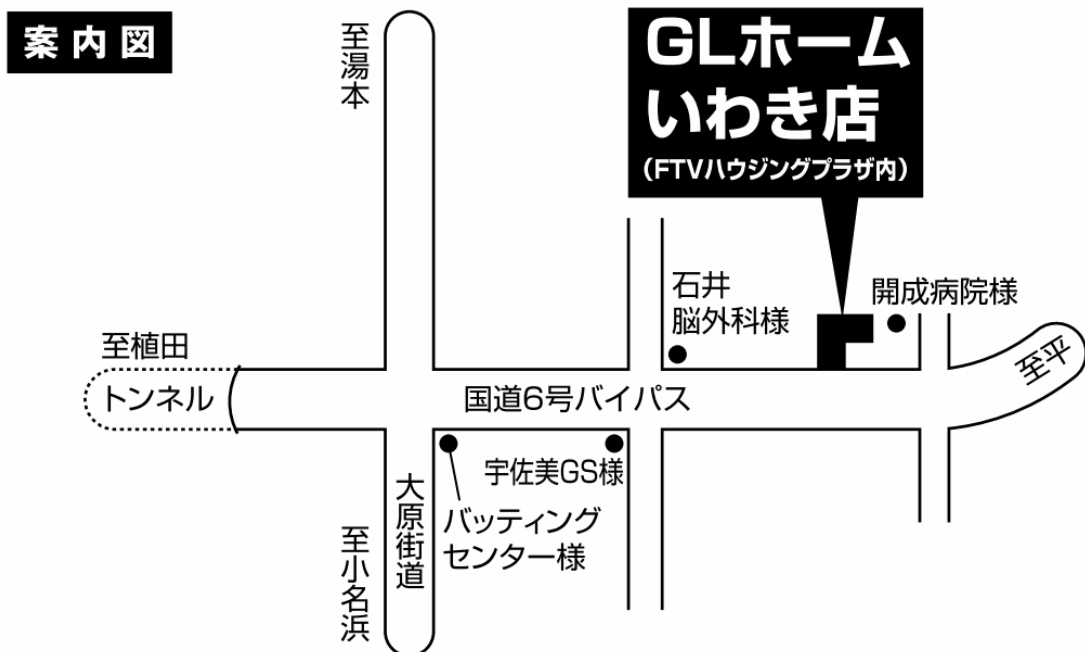 案内図
至湯本
GLホーム
いわき店
(FTVハウジングプラザ内)
石井
脳外科様
開成病院様
至植田
トンネル
国道6号バイパス
至平
宇佐美GS様
バッティング
センター様
大原街道
至小名浜